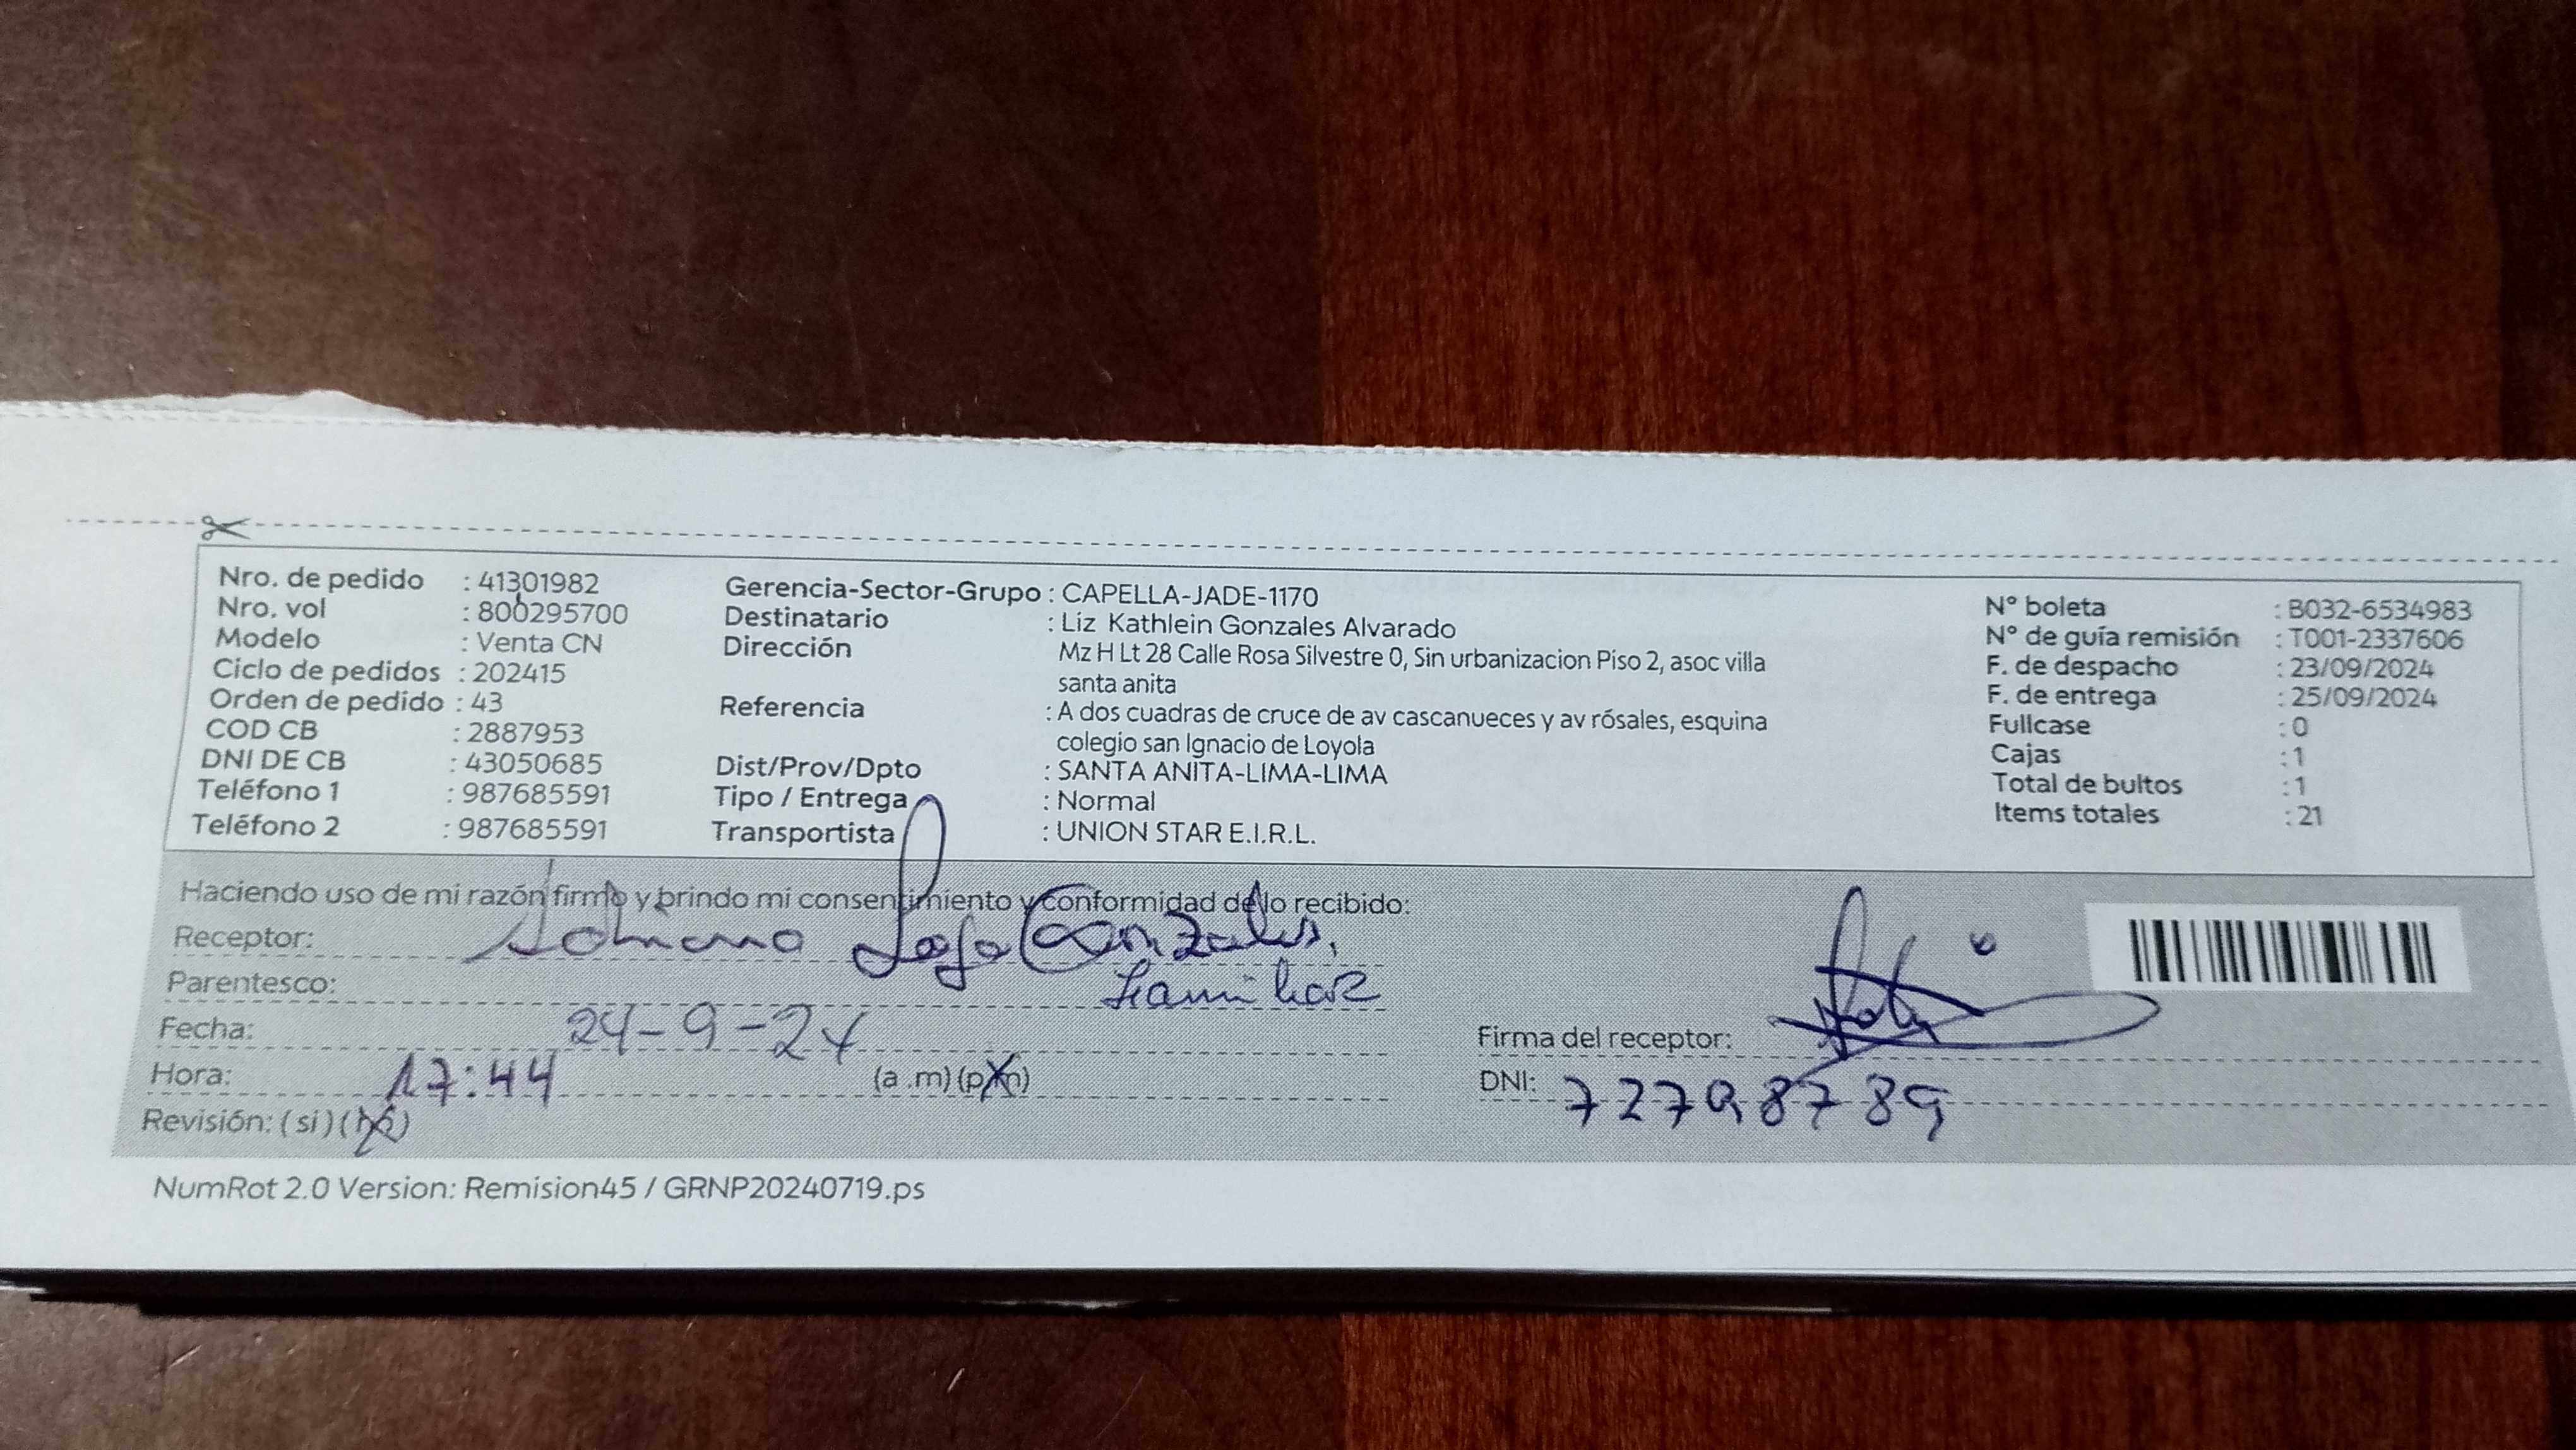 Nro. de pedido : 41301982
Nro. vol : 800295700
Modelo : Venta CN
Ciclo de pedidos : 202415
Orden de pedido : 43
COD CB : 2887953
DNI DE CB : 43050685
Teléfono 1 : 987685591
Teléfono 2 : 987685591
Gerencia-Sector-Grupo : CAPELLA-JADE-1170
Destinatario : Liz Kathlein Gonzales Alvarado
Dirección Mz H Lt 28 Calle Rosa Silvestre 0, Sin urbanizacion Piso 2, asoc villa
santa anita
Referencia : A dos cuadras de cruce de av cascanueces y av rósales, esquina
colegio san Ignacio de Loyola
Dist/Prov/Dpto : SANTA ANITA-LIMA-LIMA
Tipo / Entrega : Normal
Transportista : UNION STAR E.I.R.L.
N° boleta : B032-6534983
N° de guía remisión : T001-2337606
F. de despacho : 23/09/2024
F. de entrega : 25/09/2024
Fullcase : 0
Cajas : 1
Total de bultos : 1
Items totales : 21
Haciendo uso de mi razón firmo y brindo mi consentimiento y conformidad de lo recibido:
Receptor: Gonzales,
Parentesco: Familiar
Fecha: 24-9-24
Hora: 17:44 (a .m) (p.m)
Revisión: ( si ) ( no )
Firma del receptor:
DNI: 72798789
NumRot 2.0 Version: Remision45 / GRNP20240719.ps